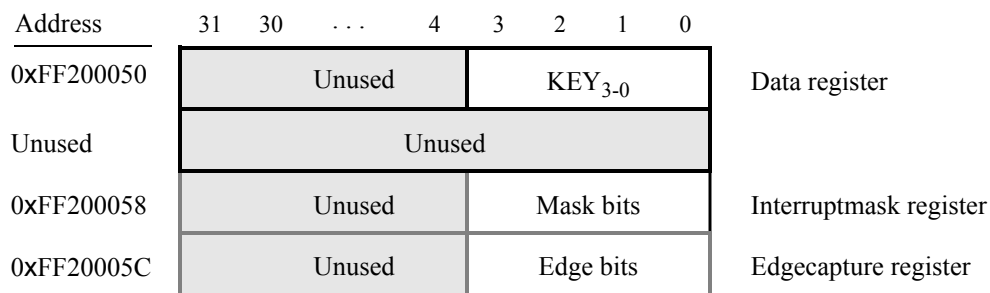 Address 31 30 . . . 4 3 2 1 0
0xFF200050 Unused KEY3-0 Data register
Unused Unused
0xFF200058 Unused Mask bits Interruptmask register
0xFF20005C Unused Edge bits Edgecapture register